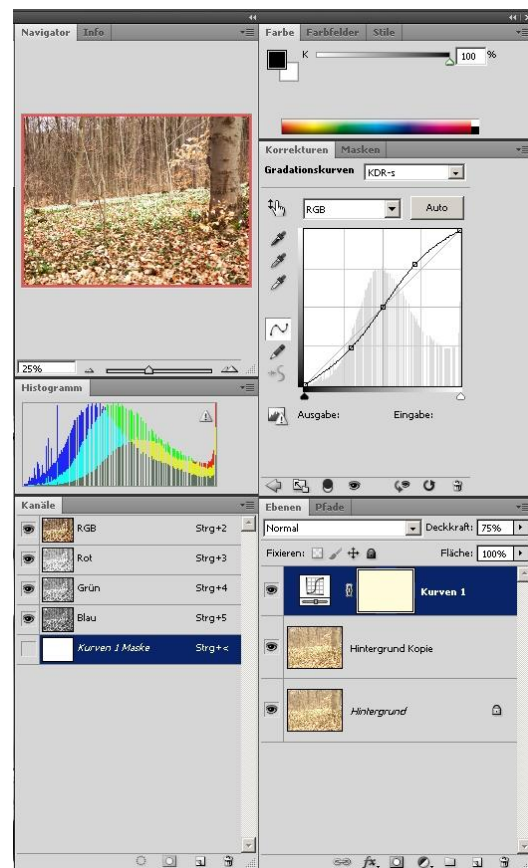 Navigator Info
25%
Histogramm
Kanäle
RGB Strg+2
Rot Strg+3
Grün Strg+4
Blau Strg+5
Kurven 1 Maske Strg+<
Farbe Farbfelder Stile
K 100 %
Korrekturen Masken
Gradationskurven KDR-s
RGB Auto
Ausgabe: Eingabe:
Ebenen Pfade
Normal Deckkraft: 75%
Fixieren: Fläche: 100%
Kurven 1
Hintergrund Kopie
Hintergrund
fx.